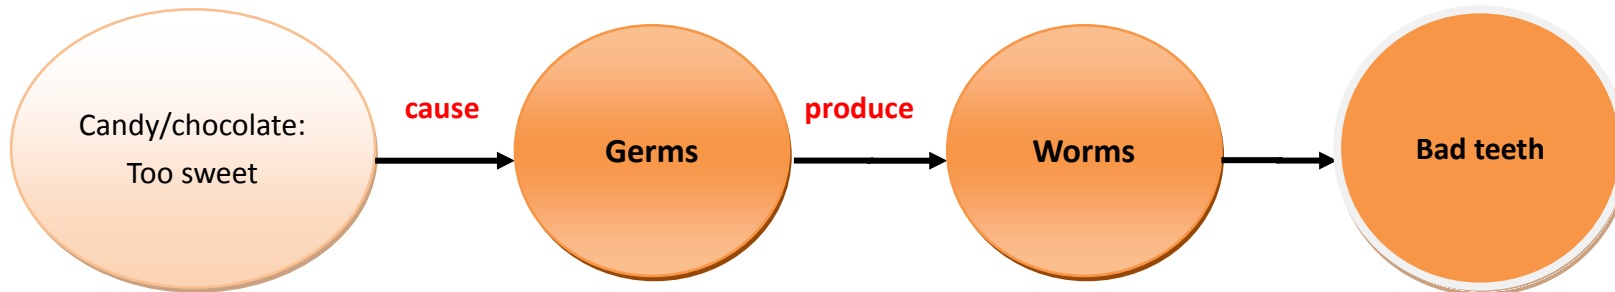 Candy/chocolate:
Too sweet
cause
Germs
produce
Worms
Bad teeth